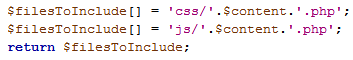 $filesToInclude[] = 'css/'.$content.'.php';
$filesToInclude[] = 'js/'.$content.'.php';
return $filesToInclude;